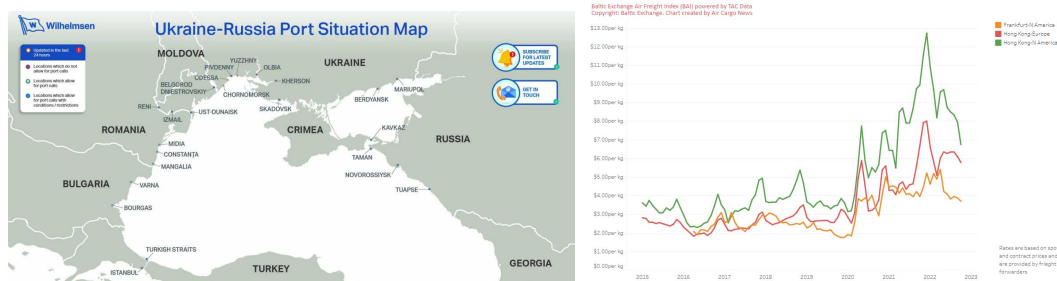 Wilhelmsen
Ukraine-Russia Port Situation Map
Updated in the last
24 hours
Locations which do not
allow for port calls
Locations which allow
for port calls
Locations which allow
for port calls with
conditions / restrictions
SUBSCRIBE
FOR LATEST
UPDATES
GET IN
TOUCH
MOLDOVA
YUZZHNY
PIVDENNY
OLBIA
UKRAINE
ODESSA
KHERSON
BELGOROD
DNIESTROVSKIY
CHORNOMORSK
MARIUPOL
BERDYANSK
RENI
IZMAIL
UST-DUNAISK
SKADOVSK
ROMANIA
CRIMEA
KAVKAZ
RUSSIA
MIDIA
CONSTANTA
TAMAN
MANGALIA
NOVOROSSIYSK
BULGARIA
VARNA
TUAPSE
BOURGAS
TURKISH STRAITS
ISTANBUL
TURKEY
GEORGIA
Baltic Exchange Air Freight Index (BAI) powered by TAC Data
Copyright: Baltic Exchange. Chart created by Air Cargo News
Frankfurt-N America
Hong Kong-Europe
Hong Kong-N America
$13.00per kg
$12.00per kg
$11.00per kg
$10.00per kg
$9.00per kg
$8.00per kg
$7.00per kg
$6.00per kg
$5.00per kg
$4.00per kg
$3.00per kg
$2.00per kg
$1.00per kg
$0.00per kg
2015 2016 2017 2018 2019 2020 2021 2022 2023
Rates are based on spo
and contract prices and
are provided by frieght
forwarders